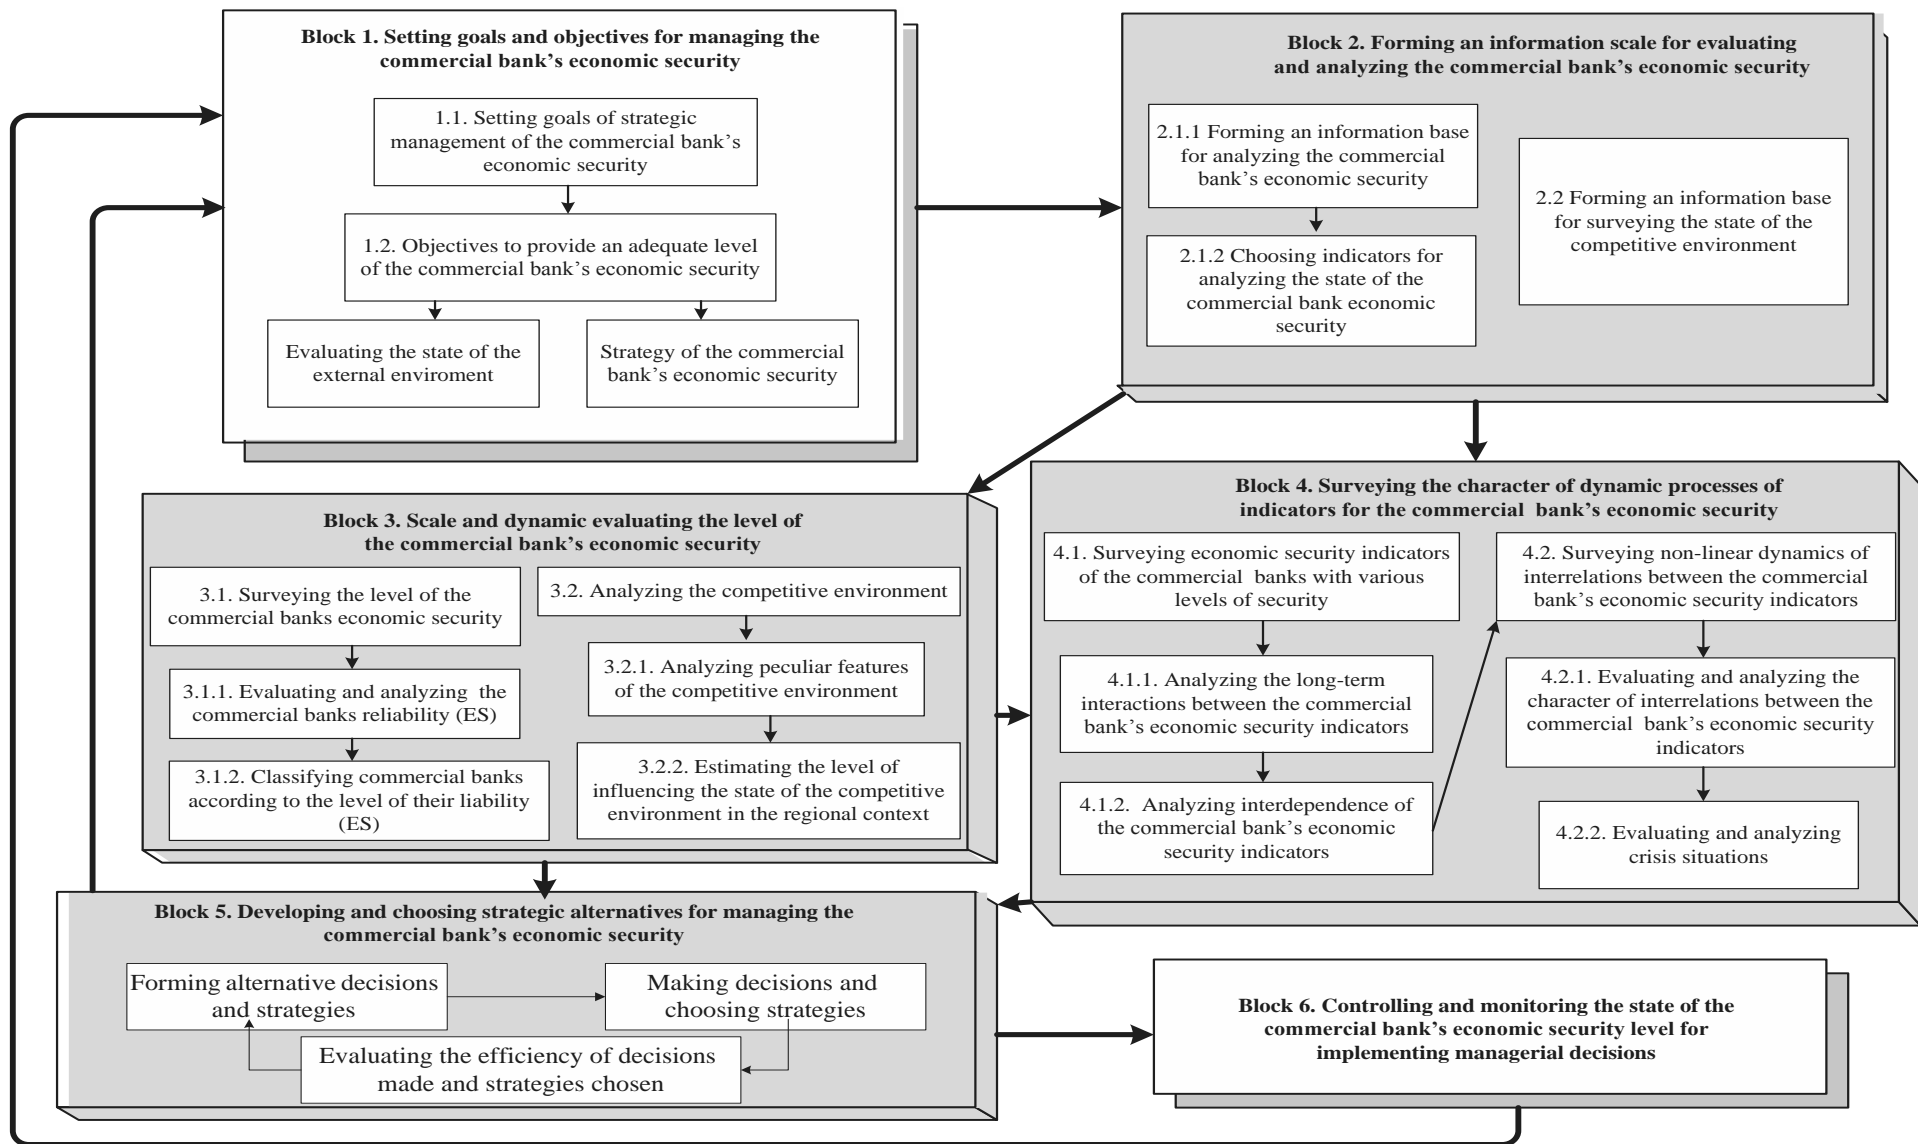 Block 1. Setting goals and objectives for managing the
commercial bank’s economic security
1.1. Setting goals of strategic
management of the commercial bank’s
economic security
1.2. Objectives to provide an adequate level
of the commercial bank’s economic security
Evaluating the state of the
external enviroment
Strategy of the commercial
bank’s economic security
Block 2. Forming an information scale for evaluating
and analyzing the commercial bank’s economic security
2.1.1 Forming an information base
for analyzing the commercial
bank’s economic security
2.1.2 Choosing indicators for
analyzing the state of the
commercial bank economic
security
2.2 Forming an information base
for surveying the state of the
competitive environment
Block 3. Scale and dynamic evaluating the level of
the commercial bank’s economic security
3.1. Surveying the level of the
commercial banks economic security
3.1.1. Evaluating and analyzing the
commercial banks reliability (ES)
3.1.2. Classifying commercial banks
according to the level of their liability
(ES)
3.2. Analyzing the competitive environment
3.2.1. Analyzing peculiar features
of the competitive environment
3.2.2. Estimating the level of
influencing the state of the competitive
environment in the regional context
Block 4. Surveying the character of dynamic processes of
indicators for the commercial bank’s economic security
4.1. Surveying economic security indicators
of the commercial banks with various
levels of security
4.1.1. Analyzing the long-term
interactions between the commercial
bank’s economic security indicators
4.1.2. Analyzing interdependence of
the commercial bank’s economic
security indicators
4.2. Surveying non-linear dynamics of
interrelations between the commercial
bank’s economic security indicators
4.2.1. Evaluating and analyzing the
character of interrelations between the
commercial bank’s economic security
indicators
4.2.2. Evaluating and analyzing
crisis situations
Block 5. Developing and choosing strategic alternatives for managing the
commercial bank’s economic security
Forming alternative decisions
and strategies
Making decisions and
choosing strategies
Evaluating the efficiency of decisions
made and strategies chosen
Block 6. Controlling and monitoring the state of the
commercial bank’s economic security level for
implementing managerial decisions